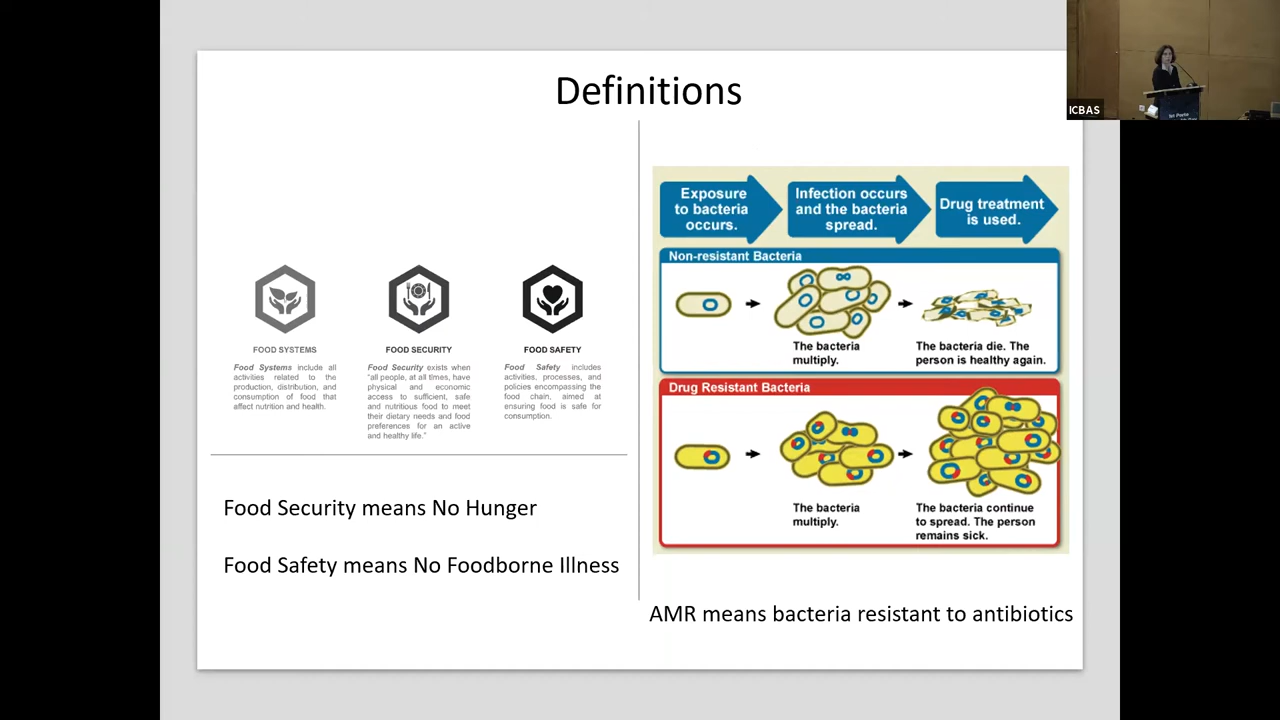 Definitions
FOOD SYSTEMS
Food Systems include all
activities related to the
production, distribution, and
consumption of food that
affect nutrition and health.
FOOD SECURITY
Food Security exists when
“all people, at all times, have
physical and economic
access to sufficient, safe
and nutritious food to meet
their dietary needs and food
preferences for an active
and healthy life.”
FOOD SAFETY
Food Safety includes
activities, processes, and
policies encompassing the
food chain, aimed at
ensuring food is safe for
consumption.
Food Security means No Hunger
Food Safety means No Foodborne Illness
Exposure
to bacteria
occurs.
Infection occurs
and the bacteria
spread.
Drug treatment
is used.
Non-resistant Bacteria
The bacteria
multiply.
The bacteria die. The
person is healthy again.
Drug Resistant Bacteria
The bacteria
multiply.
The bacteria continue
to spread. The person
remains sick.
AMR means bacteria resistant to antibiotics
ICBAS